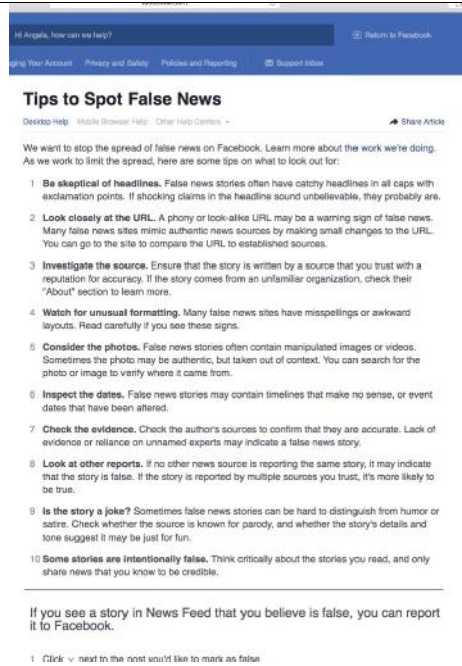 Hi Angela, how can we help?
Return to Facebook
ging Your Account Privacy and Safety Policies and Reporting Support Inbox
Tips to Spot False News
Desktop Help Mobile Browser Help Other Help Centers
Share Article
We want to stop the spread of false news on Facebook. Learn more about the work we're doing.
As we work to limit the spread, here are some tips on what to look out for:
1 Be skeptical of headlines. False news stories often have catchy headlines in all caps with
exclamation points. If shocking claims in the headline sound unbelievable, they probably are.
2 Look closely at the URL. A phony or look-alike URL may be a warning sign of false news.
Many false news sites mimic authentic news sources by making small changes to the URL.
You can go to the site to compare the URL to established sources.
3 Investigate the source. Ensure that the story is written by a source that you trust with a
reputation for accuracy. If the story comes from an unfamiliar organization, check their
"About" section to learn more.
4 Watch for unusual formatting. Many false news sites have misspellings or awkward
layouts. Read carefully if you see these signs.
5 Consider the photos. False news stories often contain manipulated images or videos.
Sometimes the photo may be authentic, but taken out of context. You can search for the
photo or image to verify where it came from.
6 Inspect the dates. False news stories may contain timelines that make no sense, or event
dates that have been altered.
7 Check the evidence. Check the author's sources to confirm that they are accurate. Lack of
evidence or reliance on unnamed experts may indicate a false news story.
8 Look at other reports. If no other news source is reporting the same story, it may indicate
that the story is false. If the story is reported by multiple sources you trust, it's more likely to
be true.
9 Is the story a joke? Sometimes false news stories can be hard to distinguish from humor or
satire. Check whether the source is known for parody, and whether the story's details and
tone suggest it may be just for fun.
10 Some stories are intentionally false. Think critically about the stories you read, and only
share news that you know to be credible.
If you see a story in News Feed that you believe is false, you can report
it to Facebook.
1 Click next to the post you'd like to mark as false